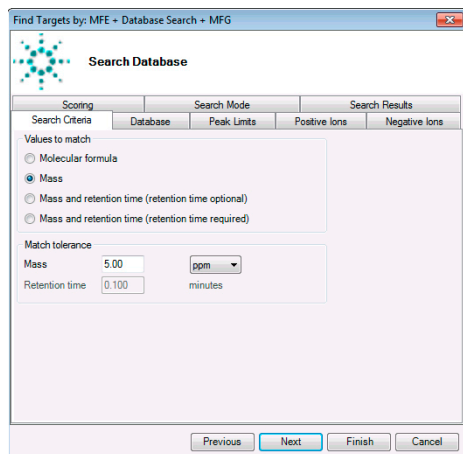 Find Targets by: MFE + Database Search + MFG
Search Database
Scoring Search Mode Search Results
Search Criteria Database Peak Limits Positive Ions Negative Ions
Values to match
Molecular formula
Mass
Mass and retention time (retention time optional)
Mass and retention time (retention time required)
Match tolerance
Mass 5.00 ppm
Retention time 0.100 minutes
Previous Next Finish Cancel